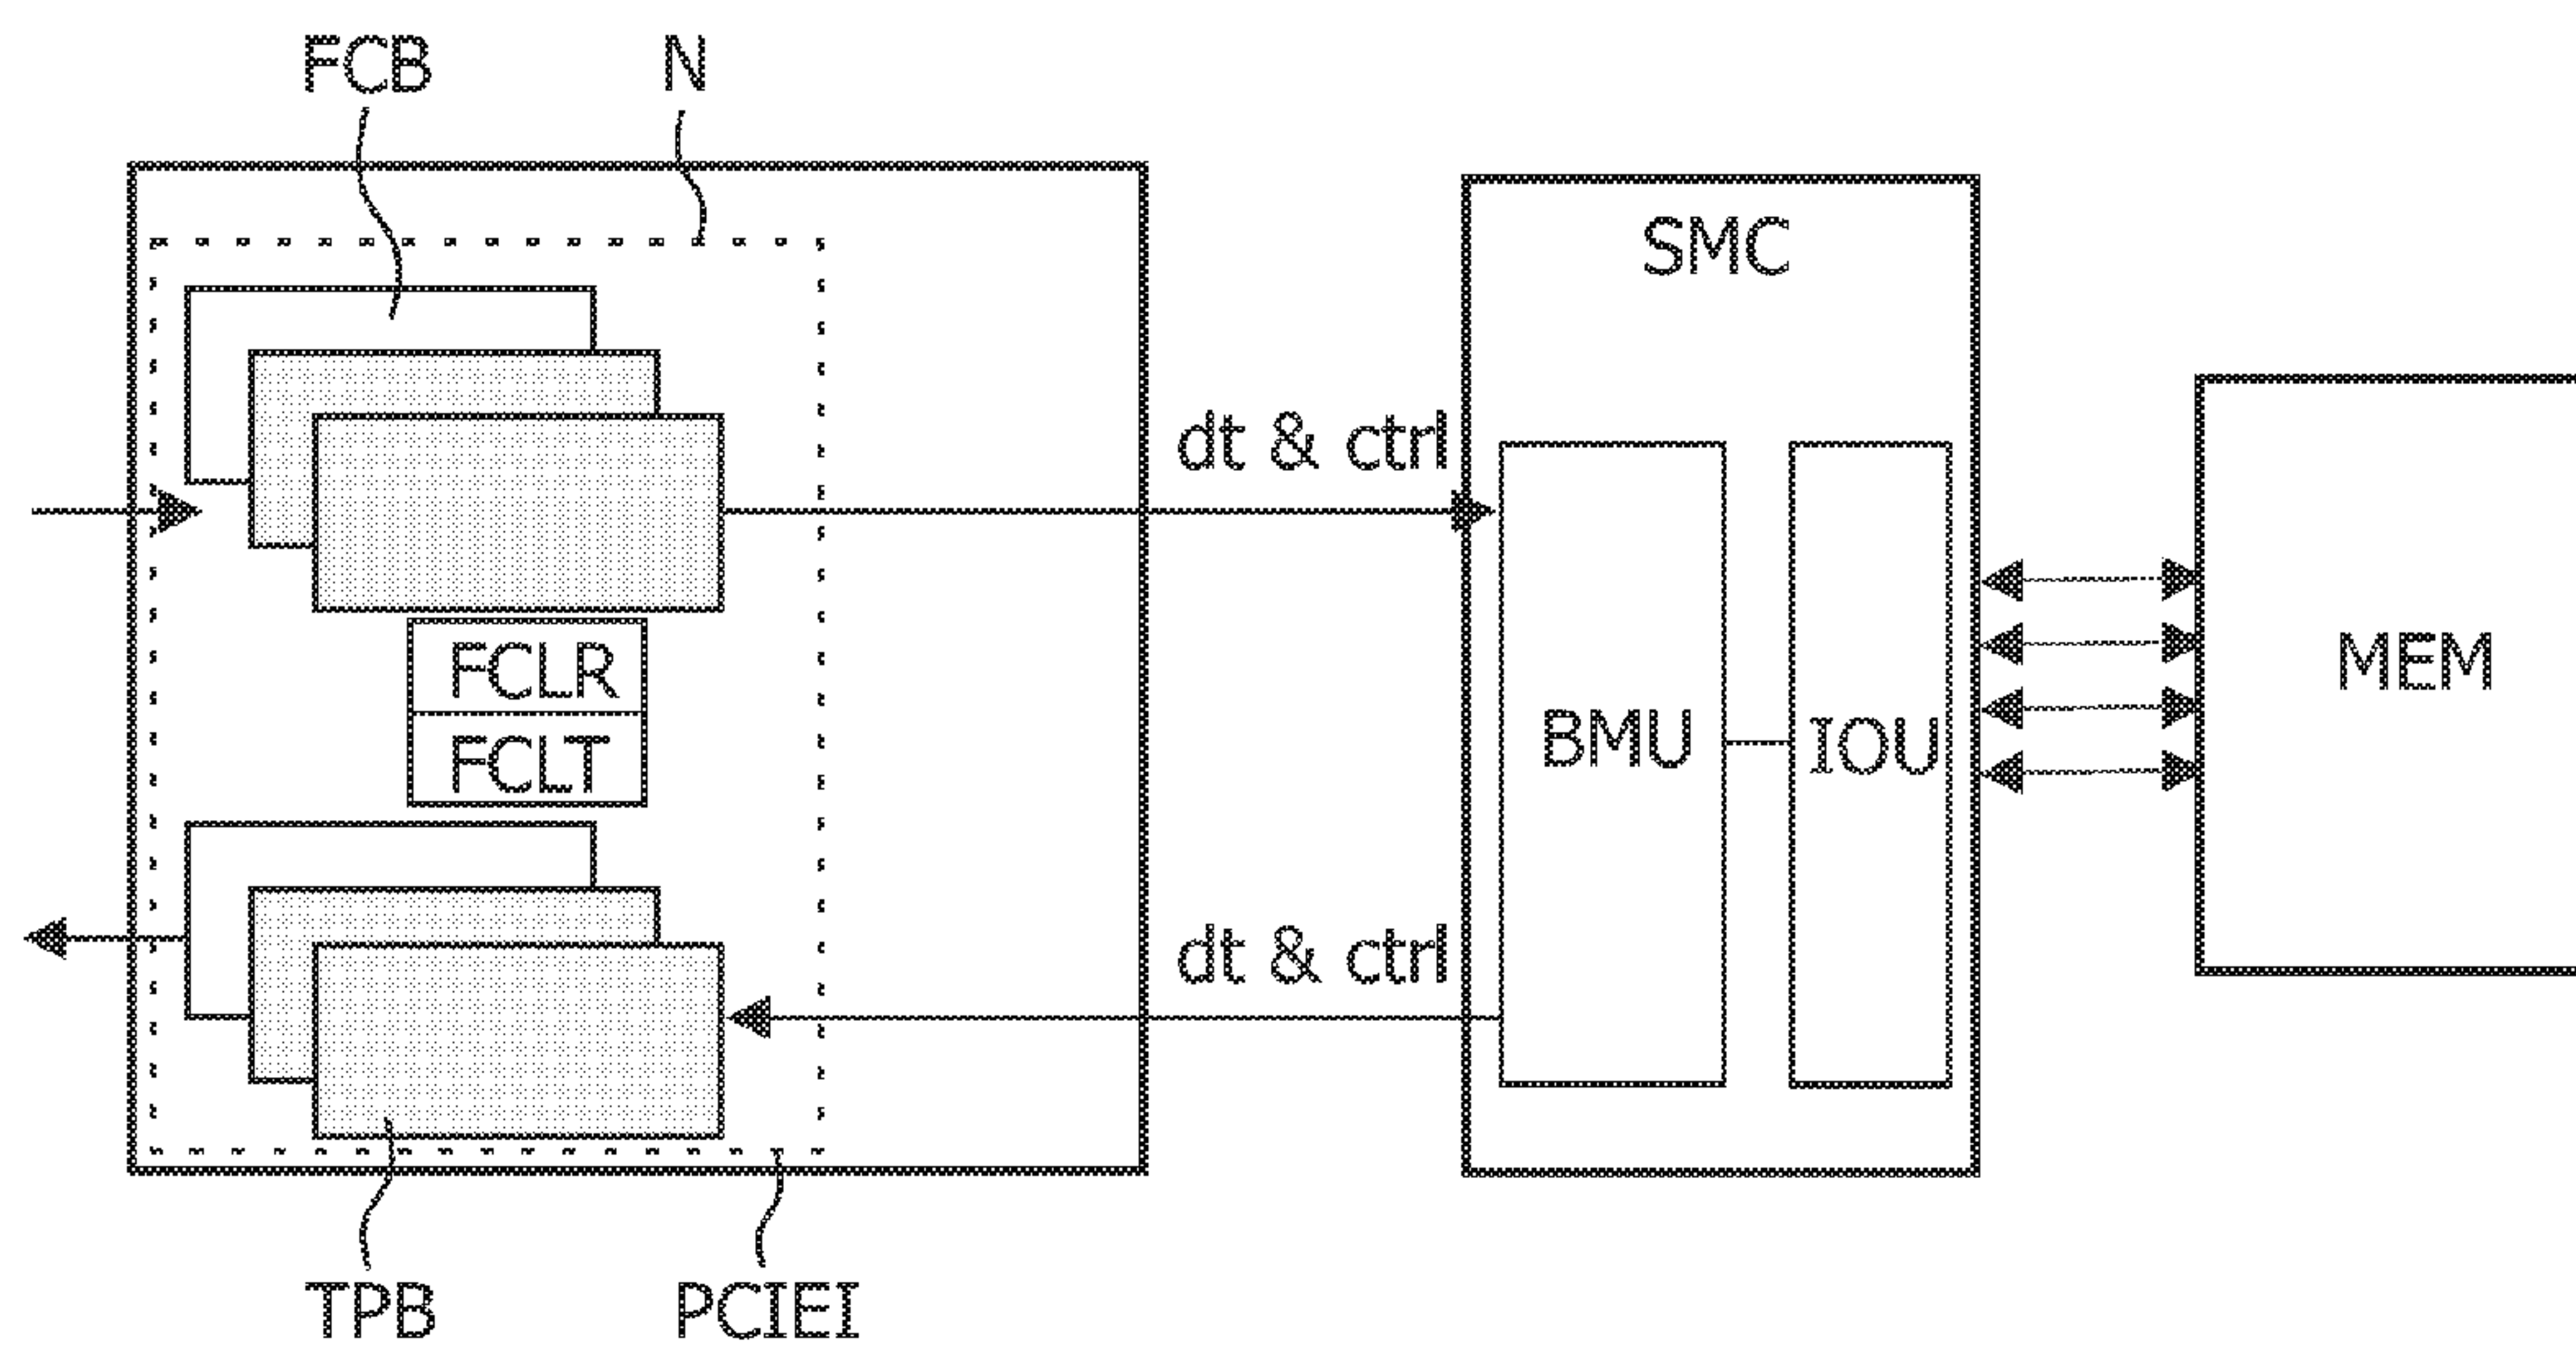 FCB
N
SMC
dt & ctrl
FCLR
FCLT
BMU
IOU
MEM
dt & ctrl
TPB
PCIEI